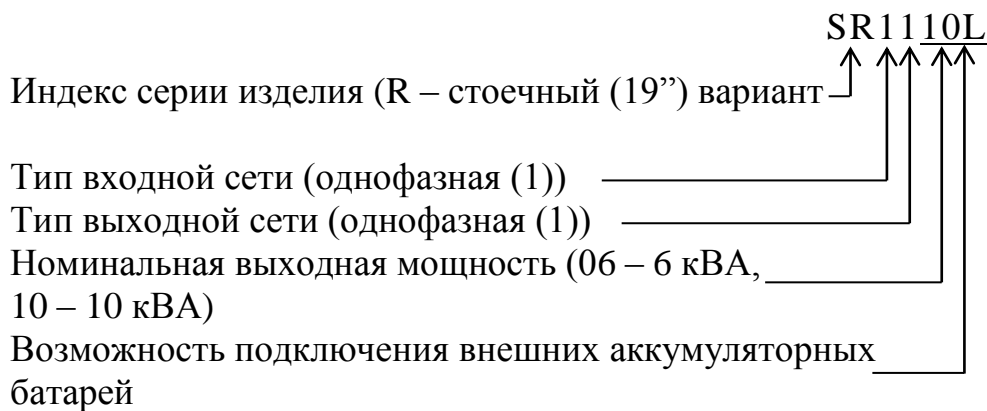 SR1110L
Индекс серии изделия (R – стоечный (19”) вариант
Тип входной сети (однофазная (1))
Тип выходной сети (однофазная (1))
Номинальная выходная мощность (06 – 6 кВА,
10 – 10 кВА)
Возможность подключения внешних аккумуляторных
батарей